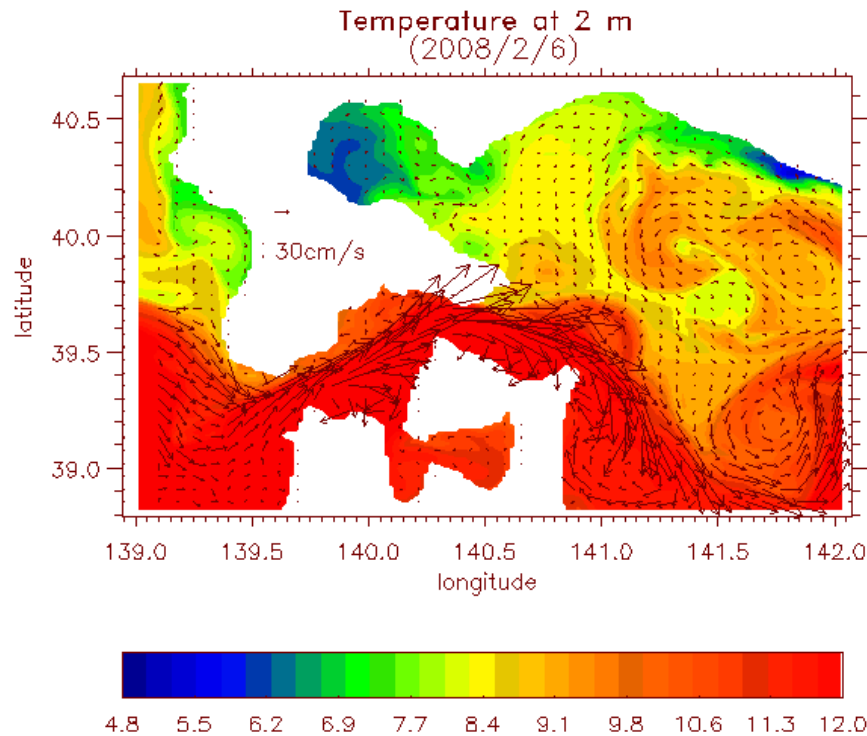 Temperature at 2 m
(2008/2/6)
40.5
40.0
39.5
39.0
latitude
30cm/s
139.0 139.5 140.0 140.5 141.0 141.5 142.0
longitude
4.8 5.5 6.2 6.9 7.7 8.4 9.1 9.8 10.6 11.3 12.0